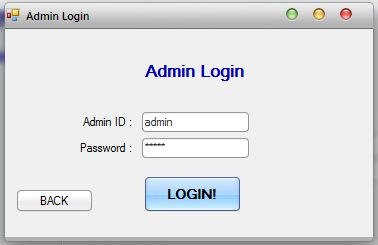 Admin Login
Admin Login
Admin ID : admin
Password : *****
BACK
LOGIN!